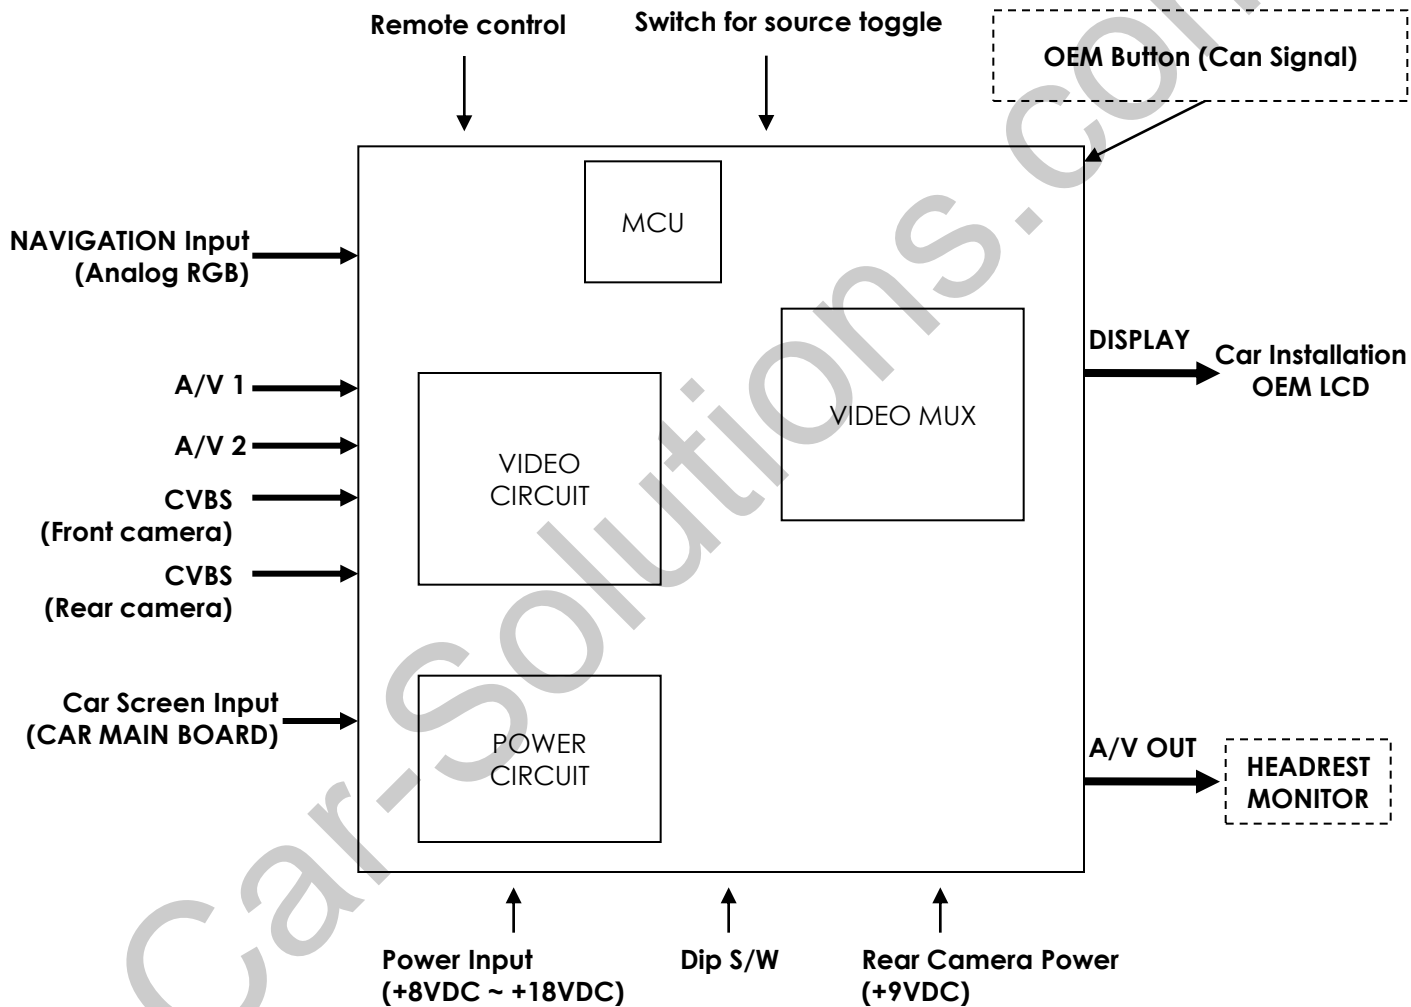 Remote control
Switch for source toggle
OEM Button (Can Signal)
MCU
NAVIGATION Input
(Analog RGB)
DISPLAY
Car Installation
OEM LCD
A/V 1
VIDEO MUX
A/V 2
VIDEO
CIRCUIT
CVBS
(Front camera)
CVBS
(Rear camera)
Car Screen Input
(CAR MAIN BOARD)
POWER
CIRCUIT
A/V OUT
HEADREST
MONITOR
Power Input
(+8VDC ~ +18VDC)
Dip S/W
Rear Camera Power
(+9VDC)
Car-Solutions.com